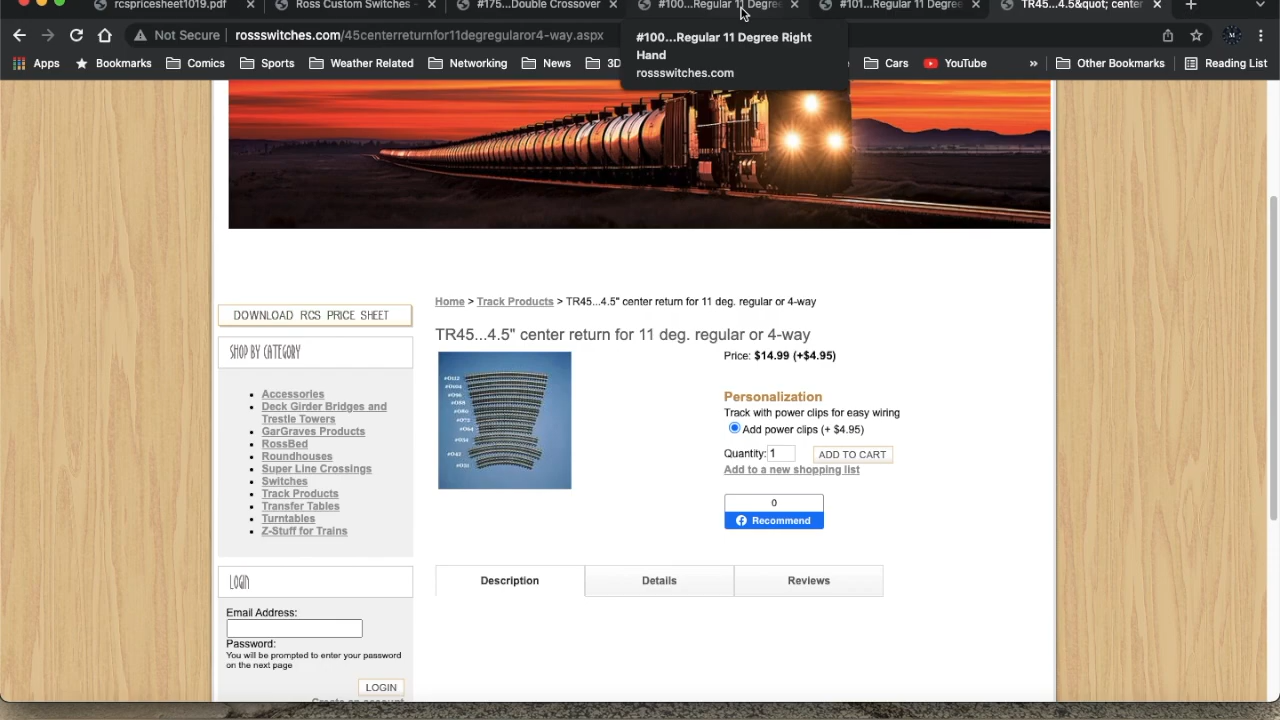 rcspricesheet1019.pdf
Ross Custom Switches -
#175...Double Crossover
#100...Regular 11 Degre
#101...Regular 11 Degree
TR45...4.5&quot; center
Not Secure | rossswitches.com/45centerreturnfor11degregularor4-way.aspx
Apps
Bookmarks
Comics
Sports
Weather Related
Networking
News
3D
Cars
YouTube
»
Other Bookmarks
Reading List
#100...Regular 11 Degree Right
Hand
rossswitches.com
Home > Track Products > TR45...4.5" center return for 11 deg. regular or 4-way
DOWNLOAD RCS PRICE SHEET
SHOP BY CATEGORY
Accessories
Deck Girder Bridges and
Trestle Towers
GarGraves Products
RossBed
Roundhouses
Super Line Crossings
Switches
Track Products
Transfer Tables
Turntables
Z-Stuff for Trains
TR45...4.5" center return for 11 deg. regular or 4-way
Price: $14.99 (+$4.95)
Personalization
Track with power clips for easy wiring
Add power clips (+ $4.95)
Quantity: 1 ADD TO CART
Add to a new shopping list
0
Recommend
Description
Details
Reviews
LOGIN
Email Address:
Password:
You will be prompted to enter your password
on the next page
LOGIN
Create an account